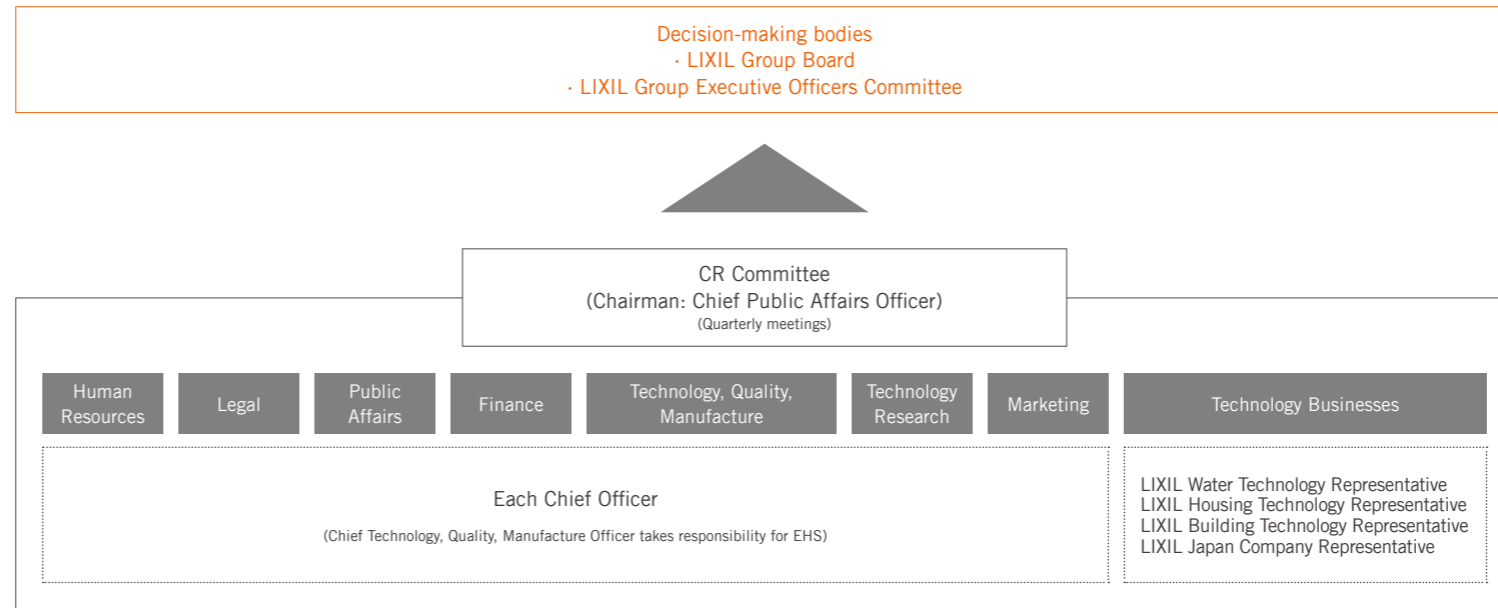 Decision-making bodies
· LIXIL Group Board
· LIXIL Group Executive Officers Committee
CR Committee
(Chairman: Chief Public Affairs Officer)
(Quarterly meetings)
Human
Resources
Legal
Public
Affairs
Finance
Technology, Quality,
Manufacture
Technology
Research
Marketing
Technology Businesses
Each Chief Officer
(Chief Technology, Quality, Manufacture Officer takes responsibility for EHS)
LIXIL Water Technology Representative
LIXIL Housing Technology Representative
LIXIL Building Technology Representative
LIXIL Japan Company Representative